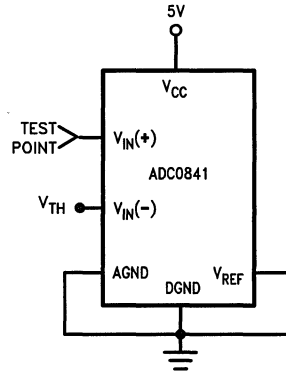 5V
VCC
TEST
POINT
VIN(+)
ADC0841
VTH
VIN(-)
AGND
VREF
DGND